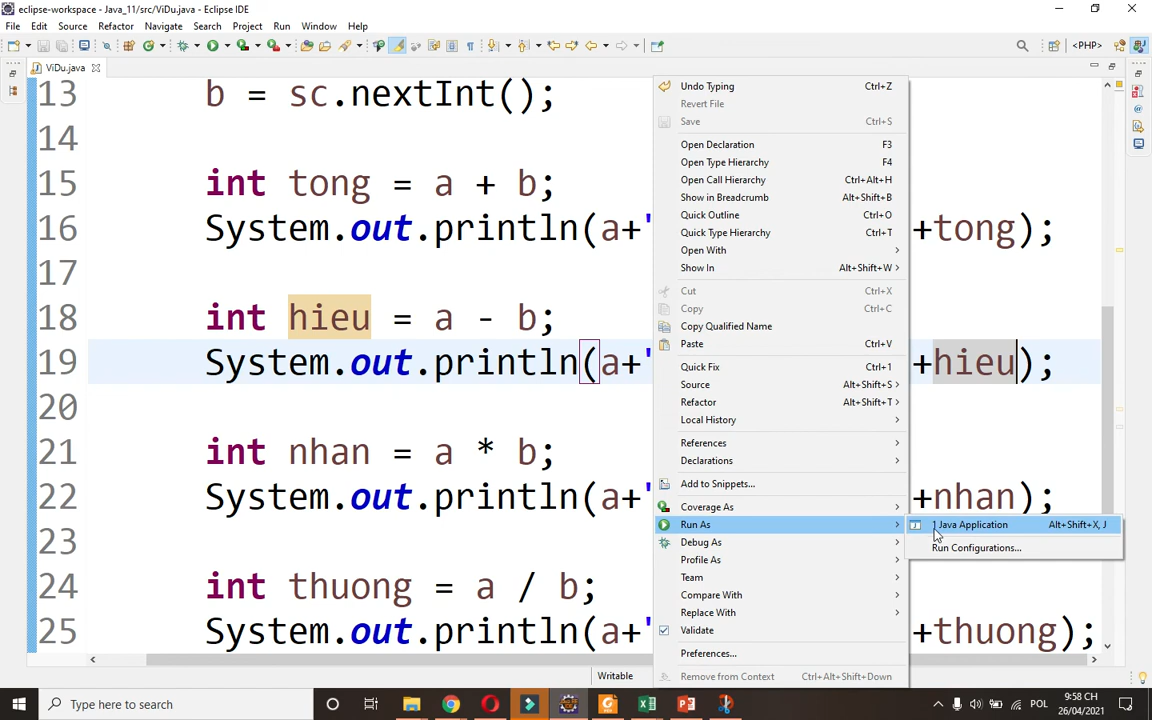 eclipse-workspace - Java_11/src/ViDu.java - Eclipse IDE
File Edit Source Refactor Navigate Search Project Run Window Help
<PHP>
ViDu.java
13 b = sc.nextInt();
14
15 int tong = a + b;
16 System.out.println(a+" +tong);
17
18 int hieu = a - b;
19 System.out.println(a+" +hieu);
20
21 int nhan = a * b;
22 System.out.println(a+" +nhan);
23
24 int thuong = a / b;
25 System.out.println(a+" +thuong);
Undo Typing Ctrl+Z
Revert File
Save Ctrl+S
Open Declaration F3
Open Type Hierarchy F4
Open Call Hierarchy Ctrl+Alt+H
Show in Breadcrumb Alt+Shift+B
Quick Outline Ctrl+O
Quick Type Hierarchy Ctrl+T
Open With
Show In Alt+Shift+W
Cut Ctrl+X
Copy Ctrl+C
Copy Qualified Name
Paste Ctrl+V
Quick Fix Ctrl+1
Source Alt+Shift+S
Refactor Alt+Shift+T
Local History
References
Declarations
Add to Snippets...
Coverage As
Run As
Debug As
Profile As
Team
Compare With
Replace With
Validate
Preferences...
Remove from Context Ctrl+Alt+Shift+Down
1 Java Application Alt+Shift+X, J
Run Configurations...
Writable
Type here to search
POL
9:58 CH
26/04/2021